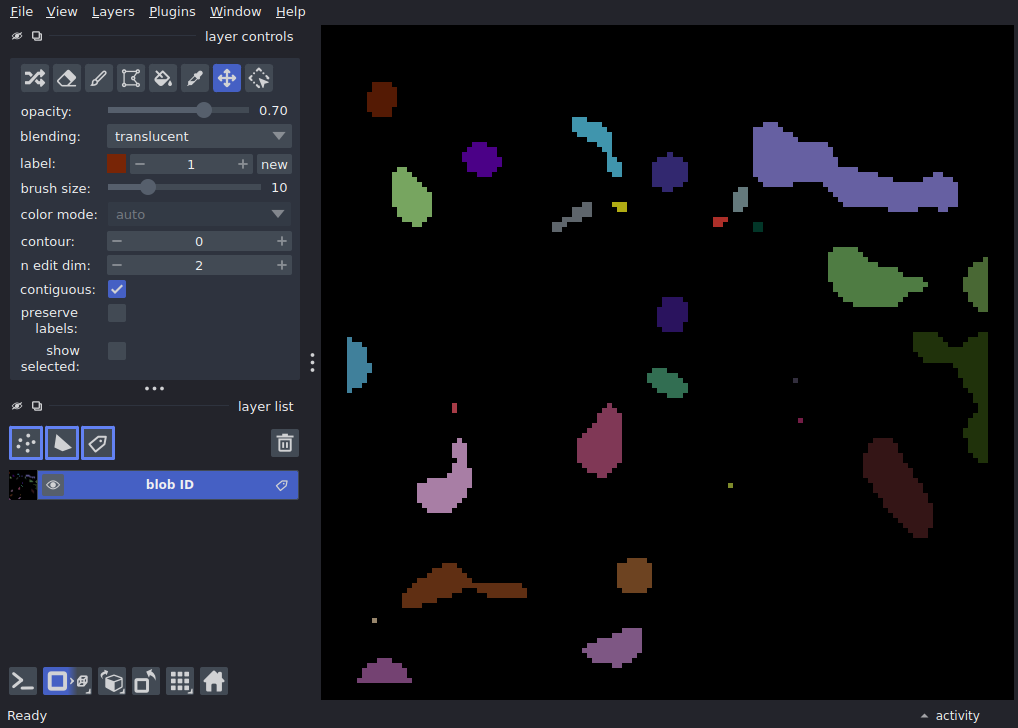 File View Layers Plugins Window Help
layer controls
opacity: 0.70
blending: translucent
label: 1 new
brush size: 10
color mode: auto
contour: 0
n edit dim: 2
contiguous:
preserve
labels:
show
selected:
layer list
blob ID
Ready activity